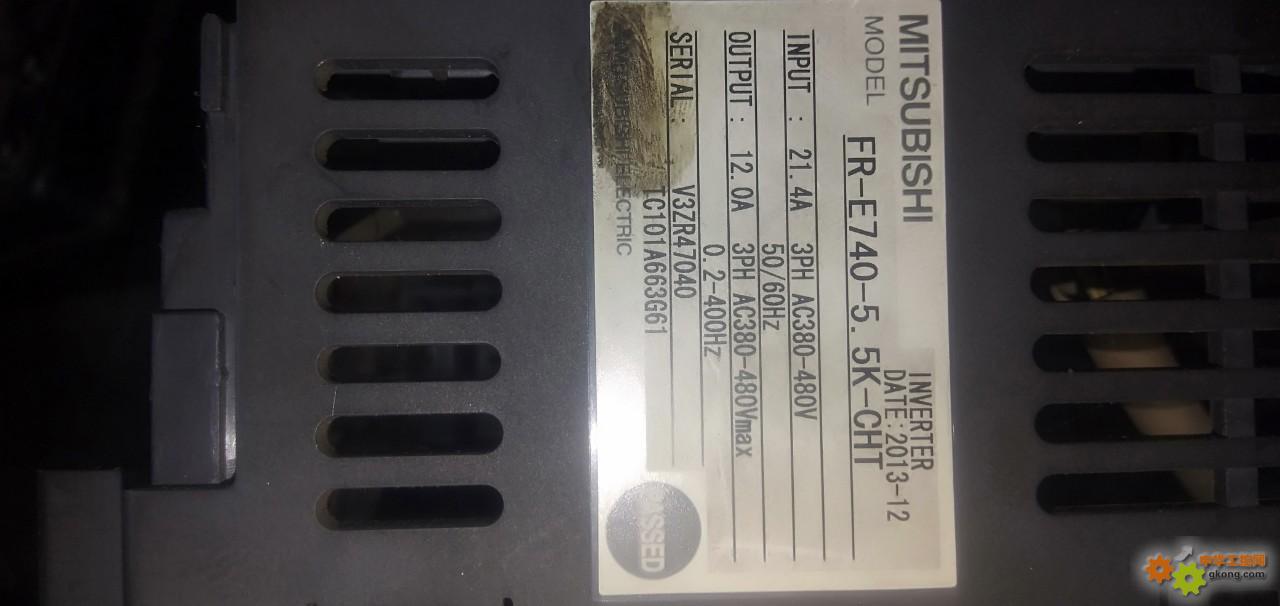 MITSUBISHI
INVERTER
MODEL
DATE:2013-12
FR-E740-5.5K-CHT
INPUT : 21.4A 3PH AC380-480V
50/60Hz
OUTPUT : 12.0A 3PH AC380-480Vmax
0.2-400Hz
SERIAL : V3ZR47040
TC101A663G61
MITSUBISHI ELECTRIC
PASSED
中华工控网
gkong.com